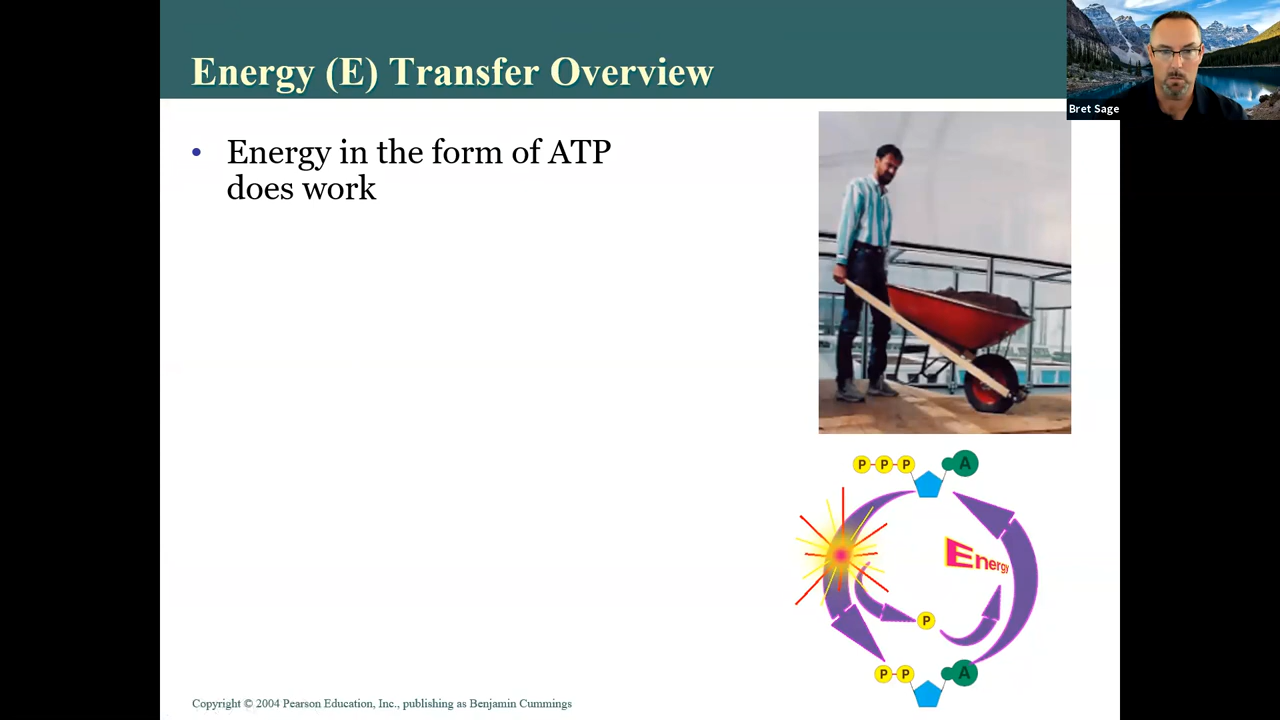 Energy (E) Transfer Overview
Bret Sage
• Energy in the form of ATP
does work
P P P A
Energy
P
P P A
Copyright © 2004 Pearson Education, Inc., publishing as Benjamin Cummings